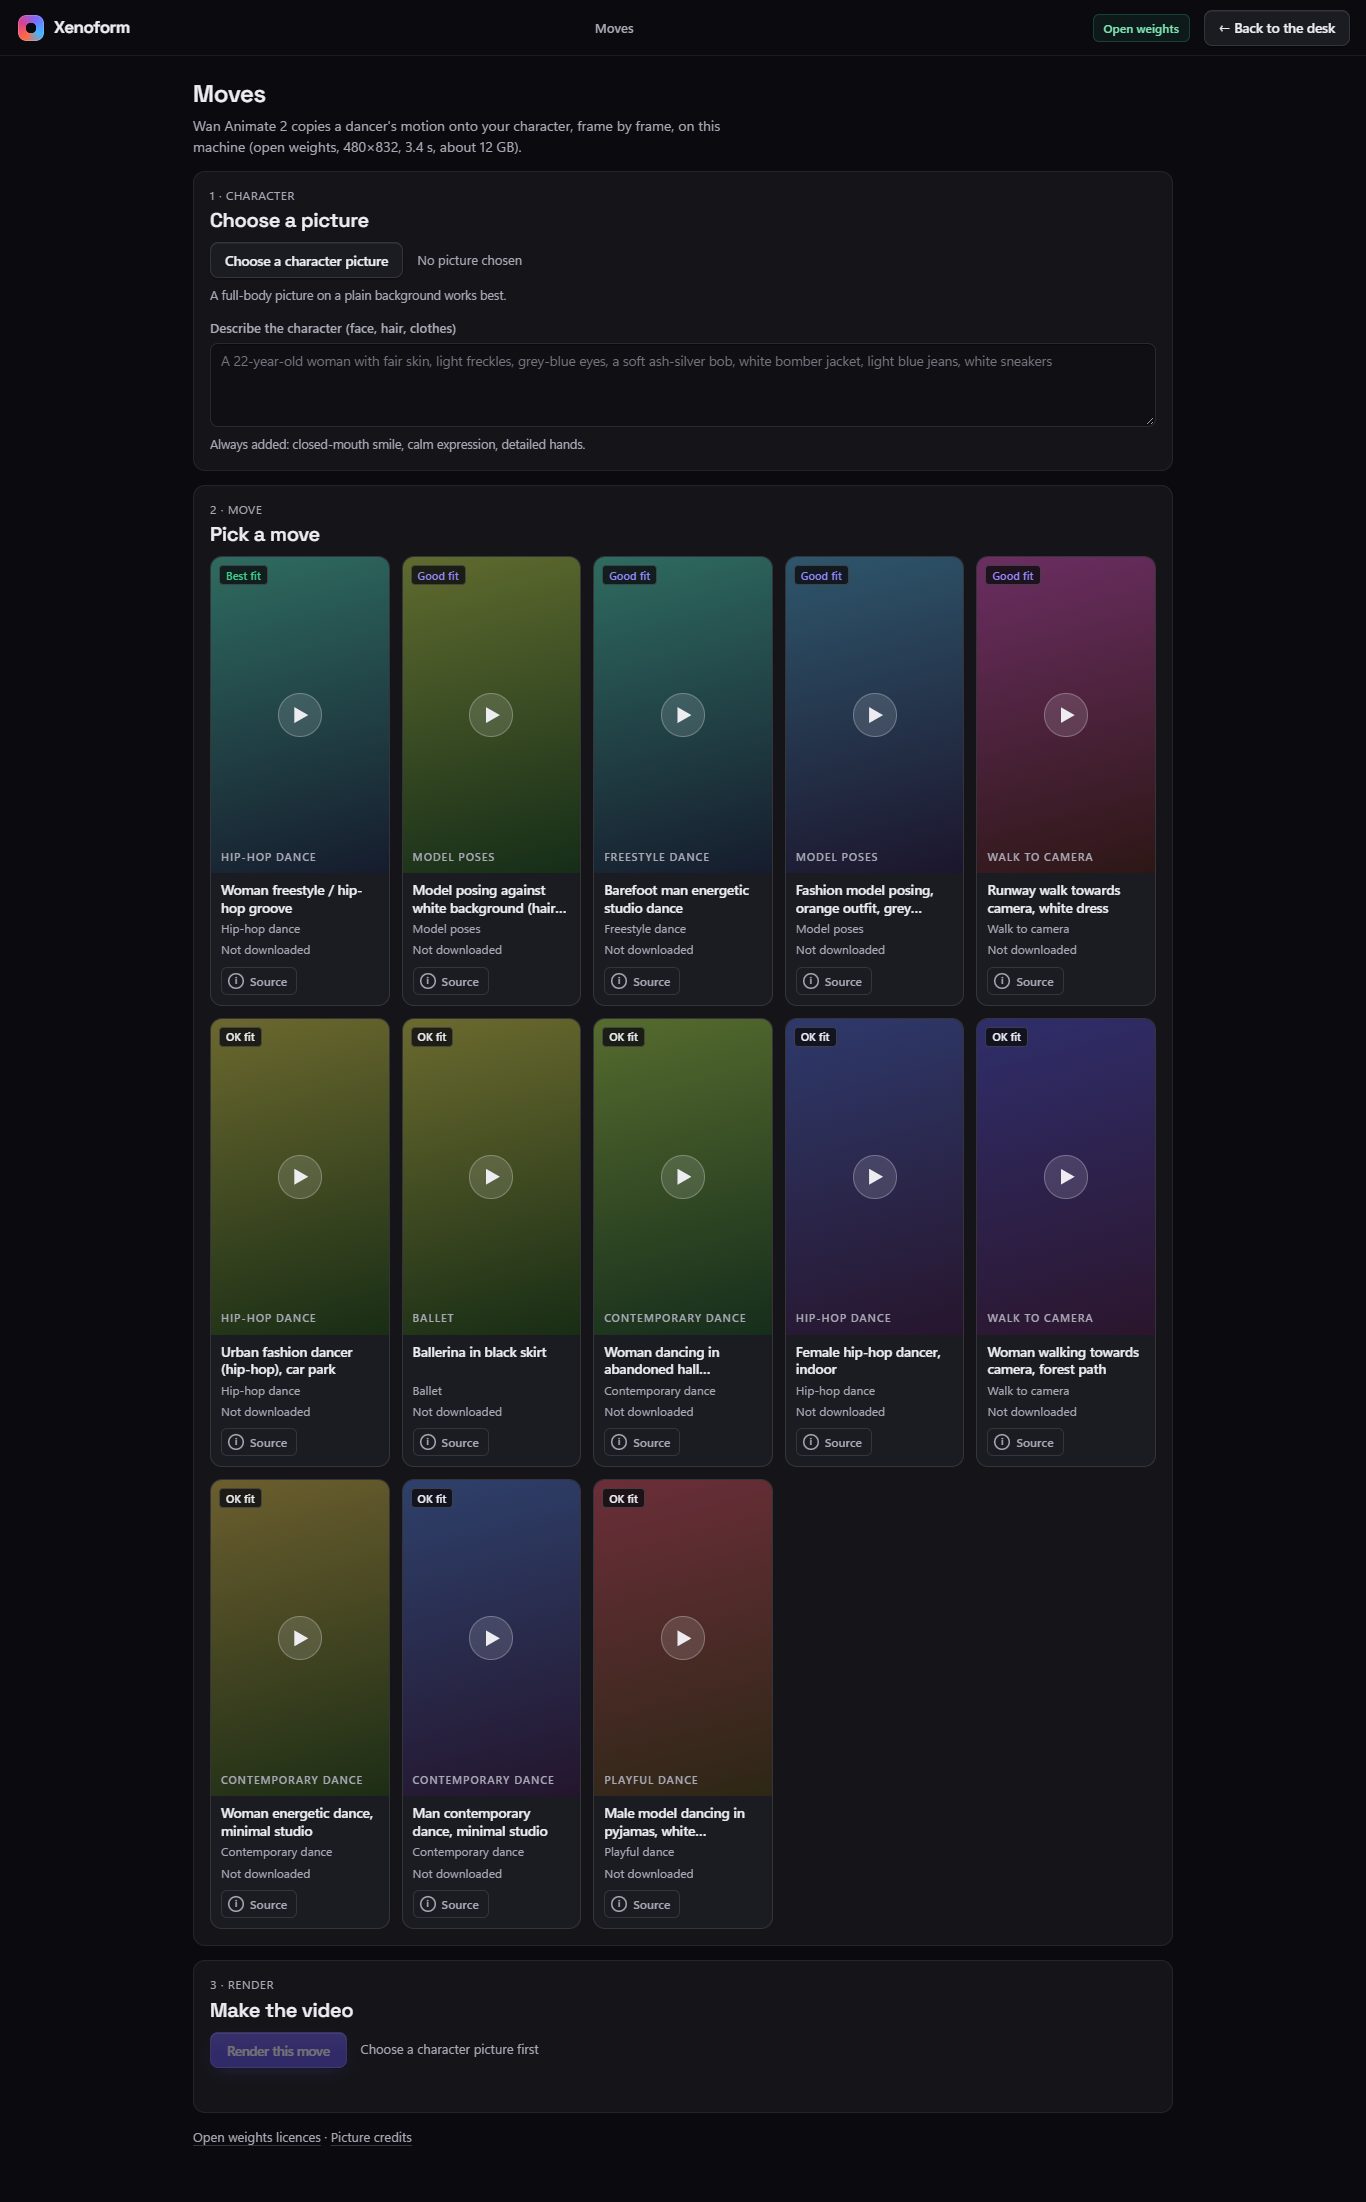 Xenoform
Moves
Open weights
← Back to the desk
Moves
Wan Animate 2 copies a dancer's motion onto your character, frame by frame, on this
machine (open weights, 480×832, 3.4 s, about 12 GB).
1 · CHARACTER
Choose a picture
Choose a character picture
No picture chosen
A full-body picture on a plain background works best.
Describe the character (face, hair, clothes)
A 22-year-old woman with fair skin, light freckles, grey-blue eyes, a soft ash-silver bob, white bomber jacket, light blue jeans, white sneakers
Always added: closed-mouth smile, calm expression, detailed hands.
2 · MOVE
Pick a move
Best fit
HIP-HOP DANCE
Woman freestyle / hip-
hop groove
Hip-hop dance
Not downloaded
Source
Good fit
MODEL POSES
Model posing against
white background (hair...
Model poses
Not downloaded
Source
Good fit
FREESTYLE DANCE
Barefoot man energetic
studio dance
Freestyle dance
Not downloaded
Source
Good fit
MODEL POSES
Fashion model posing,
orange outfit, grey...
Model poses
Not downloaded
Source
Good fit
WALK TO CAMERA
Runway walk towards
camera, white dress
Walk to camera
Not downloaded
Source
OK fit
HIP-HOP DANCE
Urban fashion dancer
(hip-hop), car park
Hip-hop dance
Not downloaded
Source
OK fit
BALLET
Ballerina in black skirt
Ballet
Not downloaded
Source
OK fit
CONTEMPORARY DANCE
Woman dancing in
abandoned hall...
Contemporary dance
Not downloaded
Source
OK fit
HIP-HOP DANCE
Female hip-hop dancer,
indoor
Hip-hop dance
Not downloaded
Source
OK fit
WALK TO CAMERA
Woman walking towards
camera, forest path
Walk to camera
Not downloaded
Source
OK fit
CONTEMPORARY DANCE
Woman energetic dance,
minimal studio
Contemporary dance
Not downloaded
Source
OK fit
CONTEMPORARY DANCE
Man contemporary
dance, minimal studio
Contemporary dance
Not downloaded
Source
OK fit
PLAYFUL DANCE
Male model dancing in
pyjamas, white...
Playful dance
Not downloaded
Source
3 · RENDER
Make the video
Render this move
Choose a character picture first
Open weights licences · Picture credits